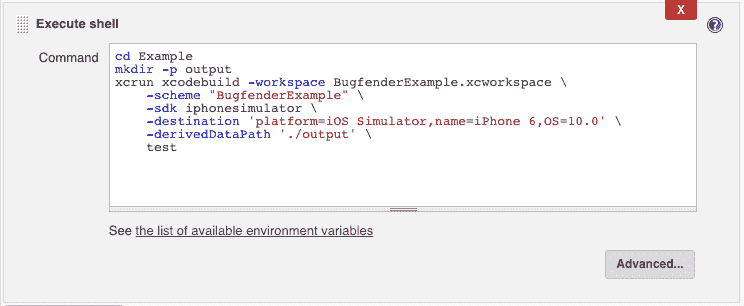 X
Execute shell
?
Command
cd Example
mkdir -p output
xcrun xcodebuild -workspace BugfenderExample.xcworkspace \
    -scheme "BugfenderExample" \
    -sdk iphonesimulator \
    -destination 'platform=iOS Simulator,name=iPhone 6,OS=10.0' \
    -derivedDataPath './output' \
    test
See the list of available environment variables
Advanced...